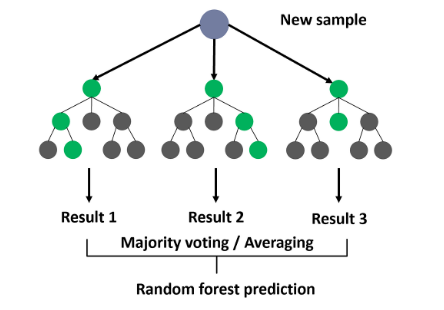 New sample
Result 1
Result 2
Result 3
Majority voting / Averaging
Random forest prediction